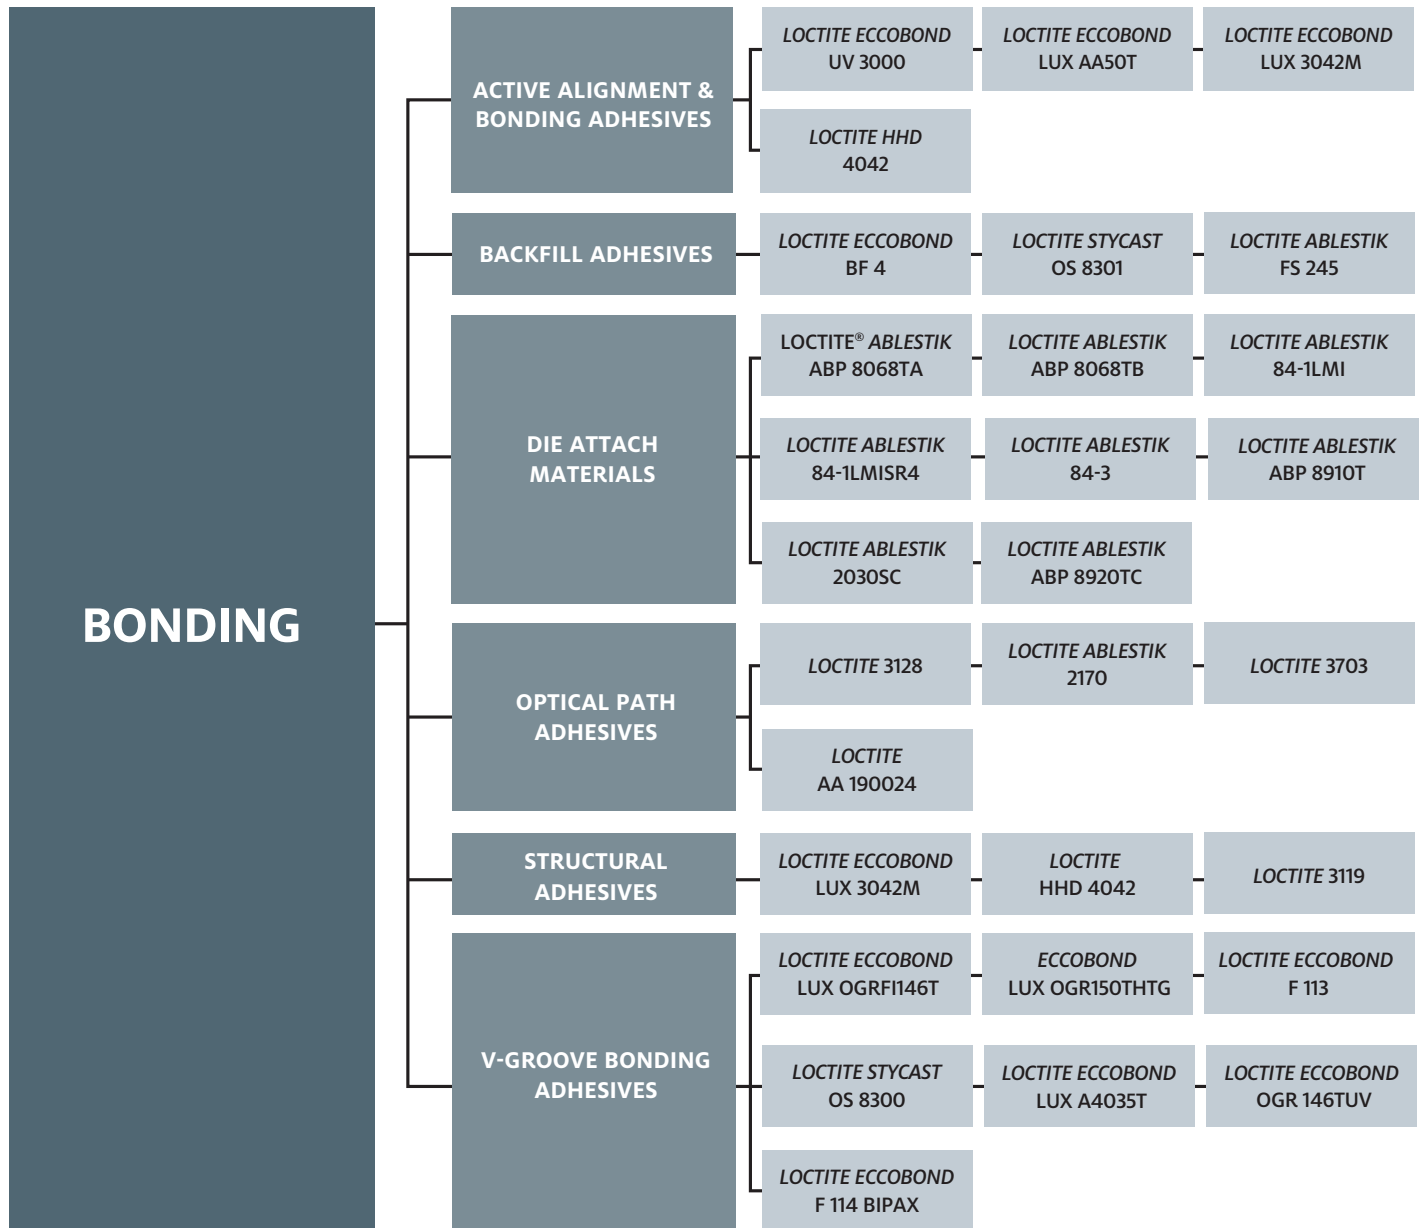 BONDING
ACTIVE ALIGNMENT &
BONDING ADHESIVES
LOCTITE ECCOBOND
UV 3000
LOCTITE ECCOBOND
LUX AA50T
LOCTITE ECCOBOND
LUX 3042M
LOCTITE HHD
4042
BACKFILL ADHESIVES
LOCTITE ECCOBOND
BF 4
LOCTITE STYCAST
OS 8301
LOCTITE ABLESTIK
FS 245
DIE ATTACH
MATERIALS
LOCTITE® ABLESTIK
ABP 8068TA
LOCTITE ABLESTIK
ABP 8068TB
LOCTITE ABLESTIK
84-1LMI
LOCTITE ABLESTIK
84-1LMISR4
LOCTITE ABLESTIK
84-3
LOCTITE ABLESTIK
ABP 8910T
LOCTITE ABLESTIK
2030SC
LOCTITE ABLESTIK
ABP 8920TC
OPTICAL PATH
ADHESIVES
LOCTITE 3128
LOCTITE ABLESTIK
2170
LOCTITE 3703
LOCTITE
AA 190024
STRUCTURAL
ADHESIVES
LOCTITE ECCOBOND
LUX 3042M
LOCTITE
HHD 4042
LOCTITE 3119
V-GROOVE BONDING
ADHESIVES
LOCTITE ECCOBOND
LUX OGRFI146T
ECCOBOND
LUX OGR150THTG
LOCTITE ECCOBOND
F 113
LOCTITE STYCAST
OS 8300
LOCTITE ECCOBOND
LUX A4035T
LOCTITE ECCOBOND
OGR 146TUV
LOCTITE ECCOBOND
F 114 BIPAX